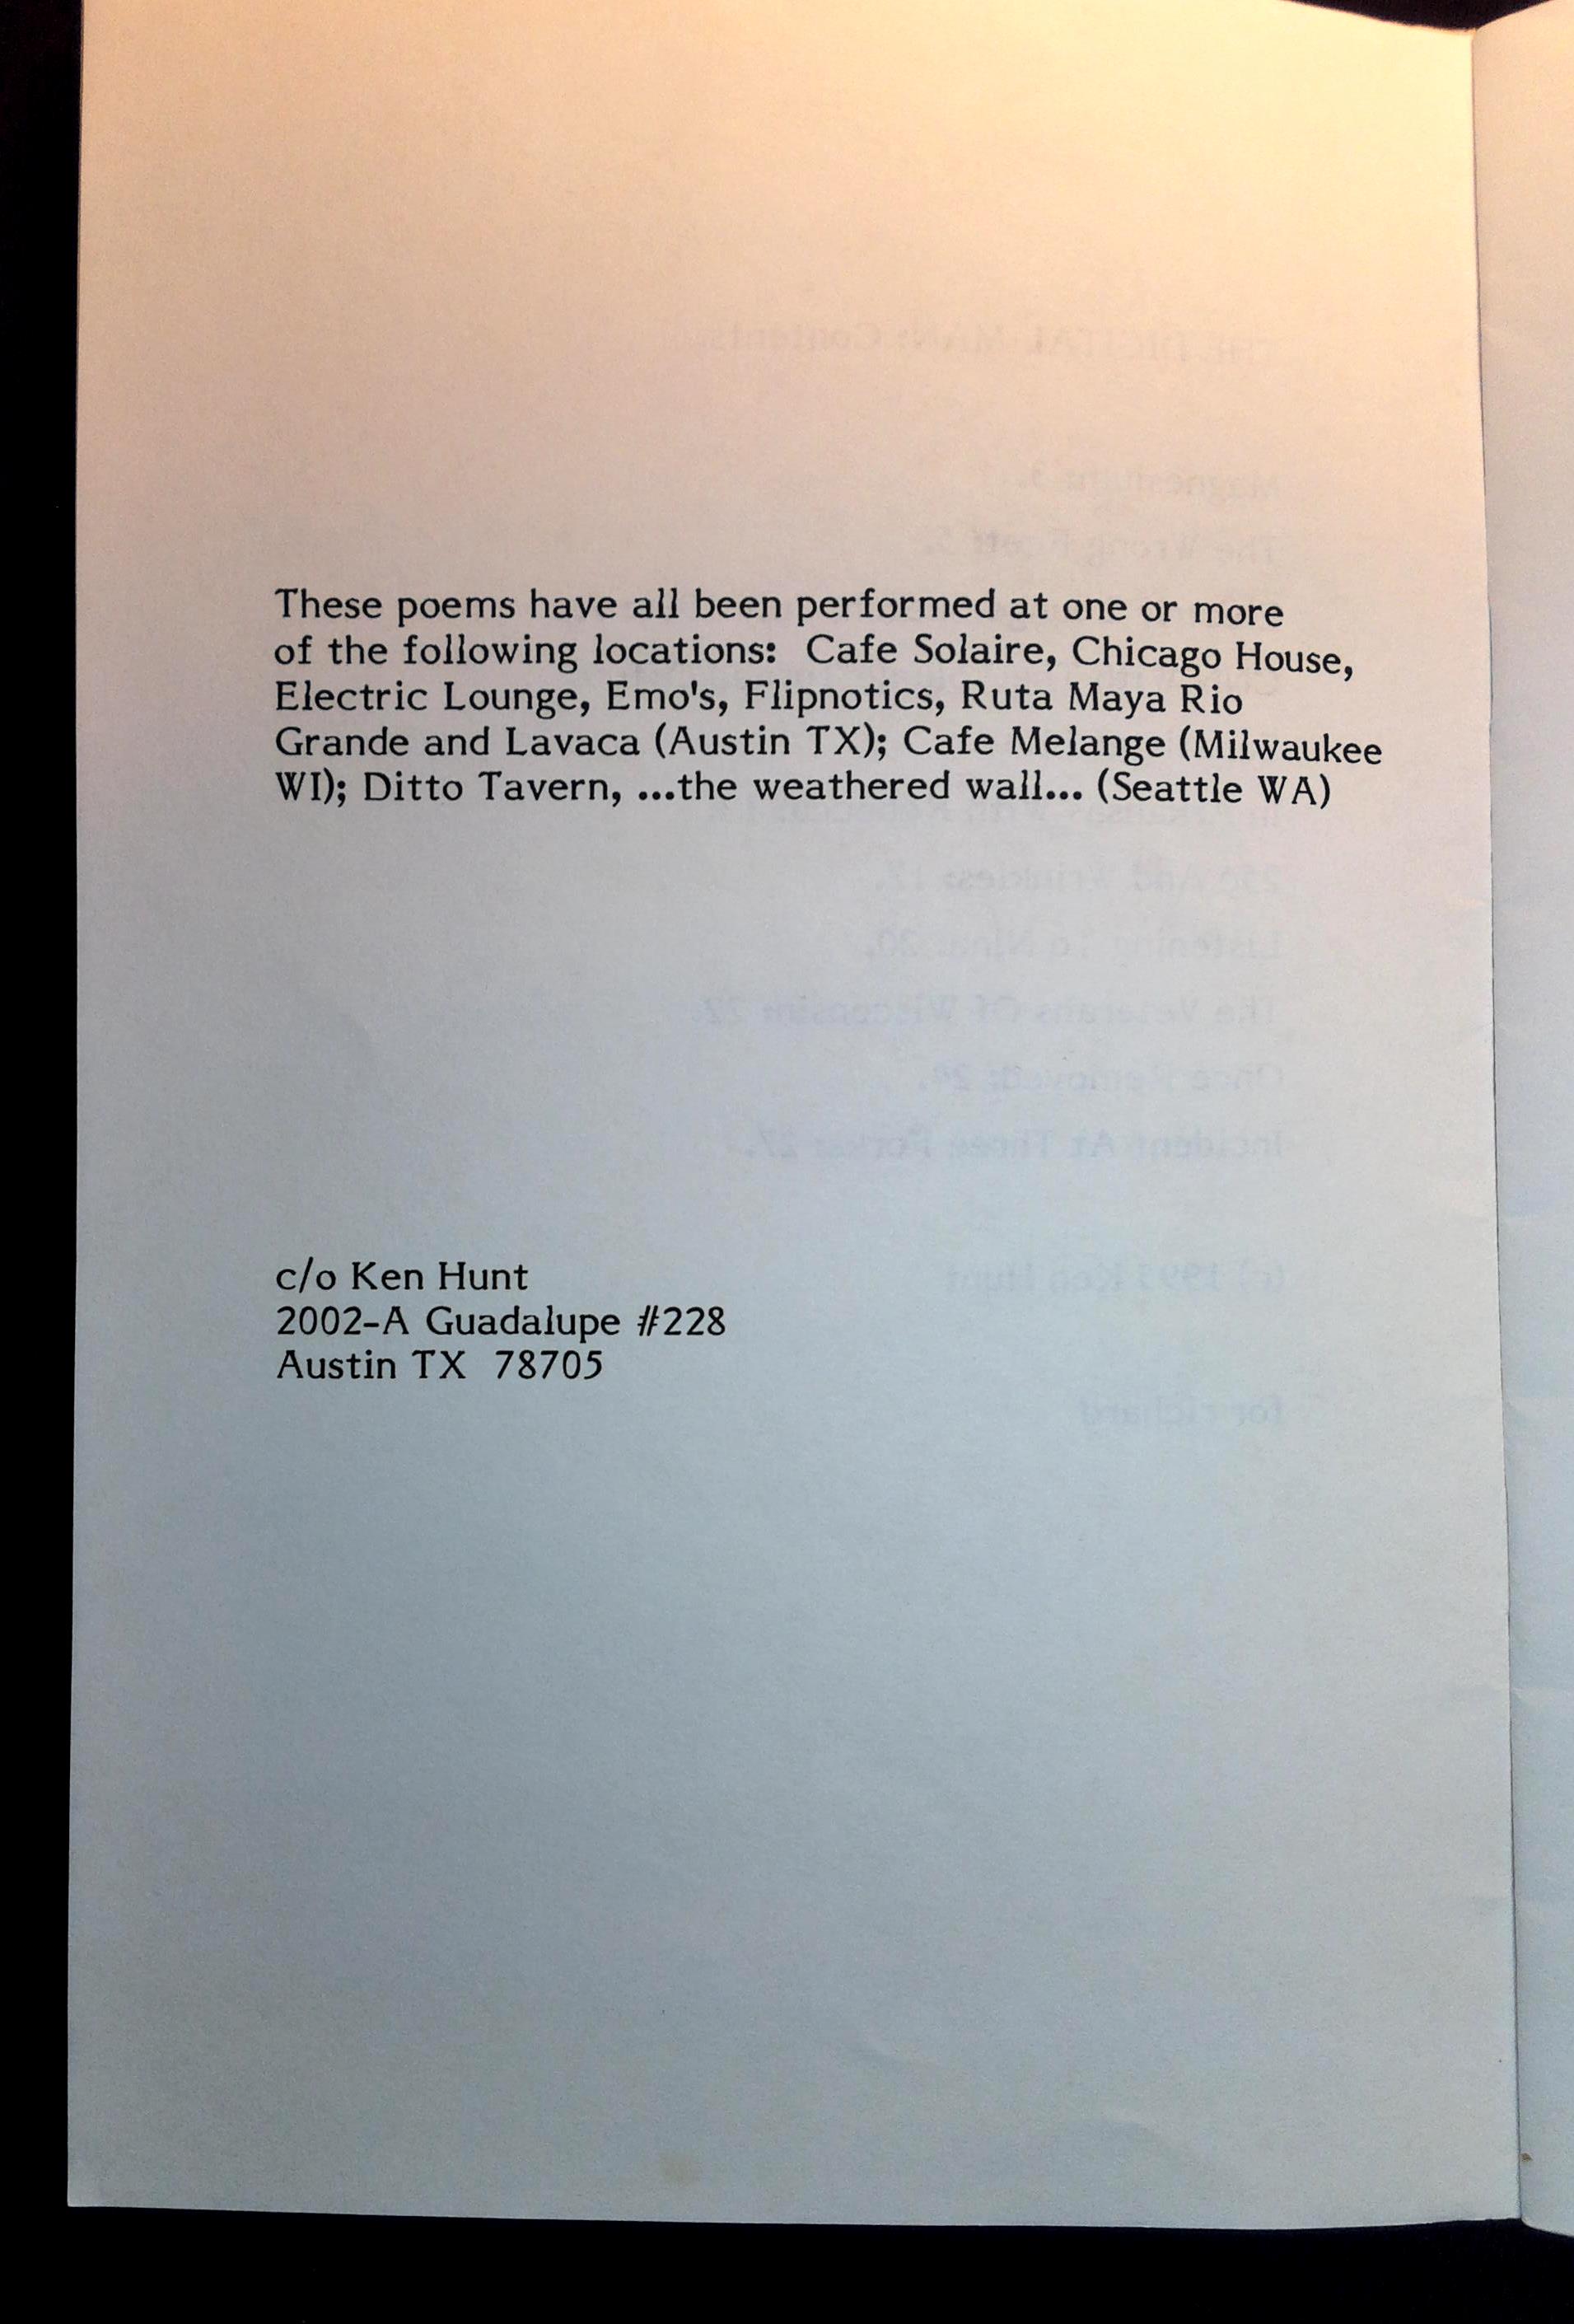 These poems have all been performed at one or more
of the following locations:  Cafe Solaire, Chicago House,
Electric Lounge, Emo's, Flipnotics, Ruta Maya Rio
Grande and Lavaca (Austin TX); Cafe Melange (Milwaukee
WI); Ditto Tavern, ...the weathered wall... (Seattle WA)
c/o Ken Hunt
2002-A Guadalupe #228
Austin TX  78705